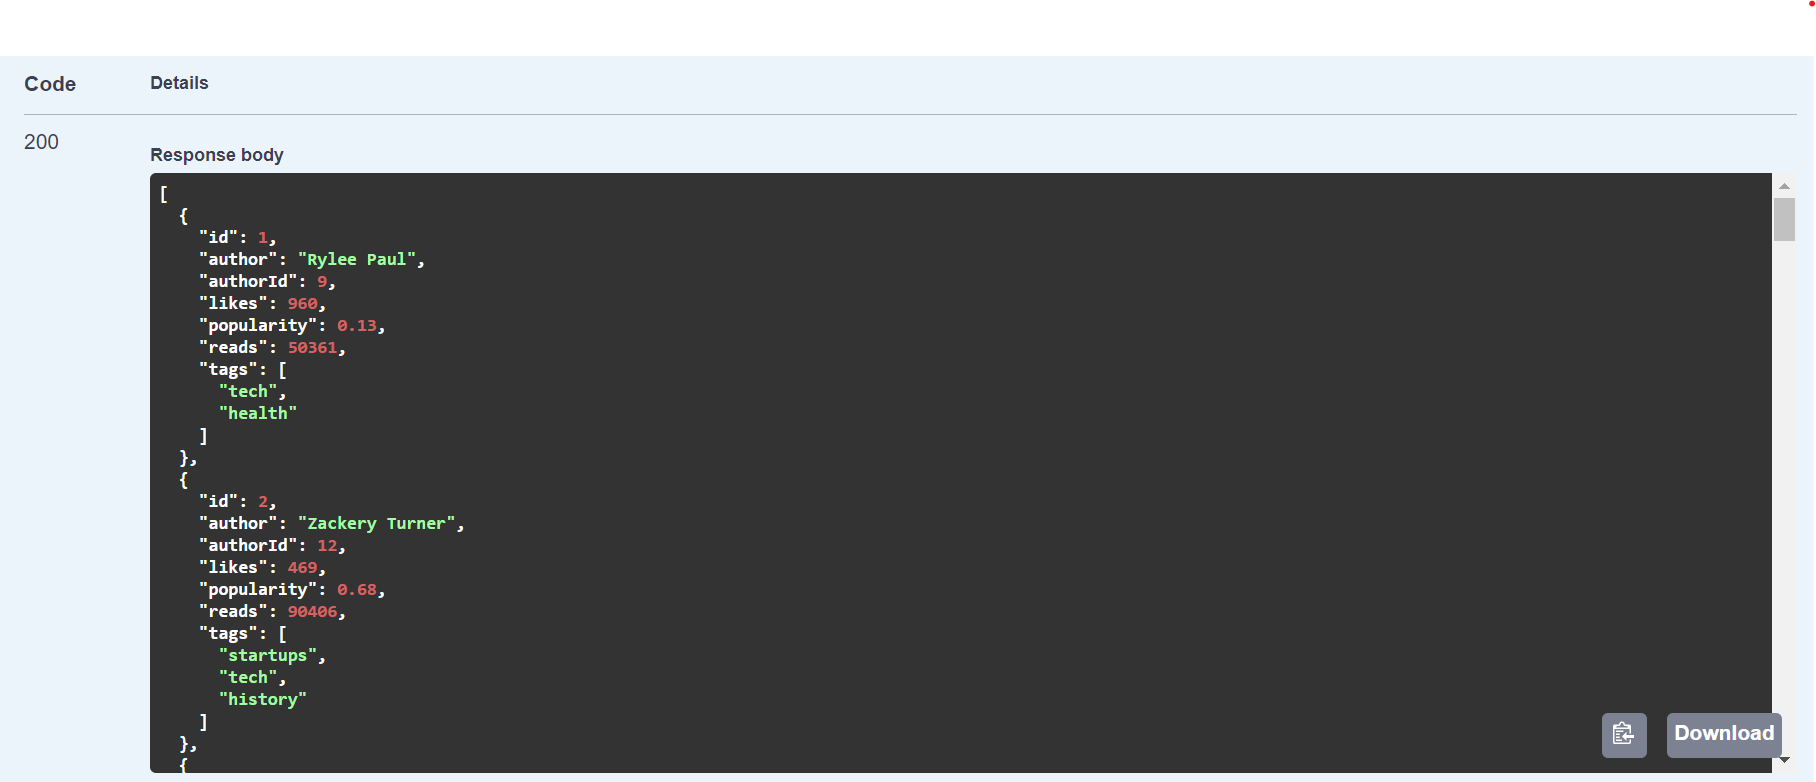 Code Details
200
Response body
[
  {
    "id": 1,
    "author": "Rylee Paul",
    "authorId": 9,
    "likes": 960,
    "popularity": 0.13,
    "reads": 50361,
    "tags": [
      "tech",
      "health"
    ]
  },
  {
    "id": 2,
    "author": "Zackery Turner",
    "authorId": 12,
    "likes": 469,
    "popularity": 0.68,
    "reads": 90406,
    "tags": [
      "startups",
      "tech",
      "history"
    ]
  },
  {
Download